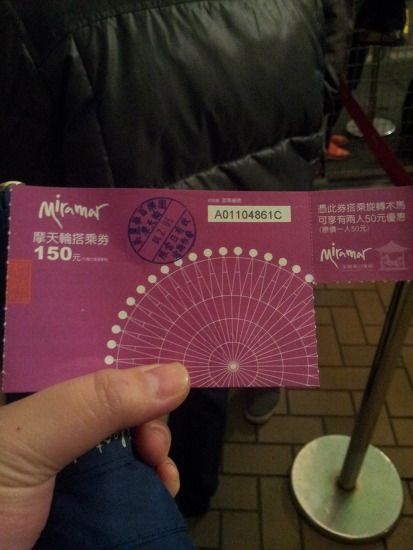 Miramar
摩天輪搭乘券
150元
A01104861C
憑此券搭乘旋轉木馬
可享有兩人50元優惠
(原價一人50元)
Miramar